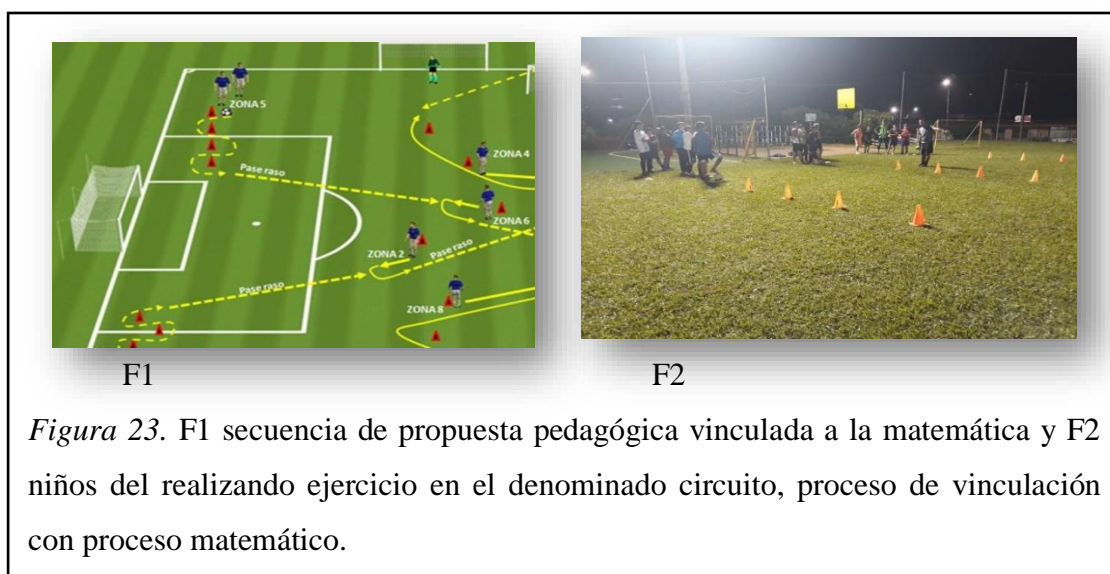 ZONA 5
ZONA 4
Pase raso
ZONA 6
ZONA 2
Pase raso
Pase raso
ZONA 8
F1
F2
Figura 23. F1 secuencia de propuesta pedagógica vinculada a la matemática y F2
niños del realizando ejercicio en el denominado circuito, proceso de vinculación
con proceso matemático.